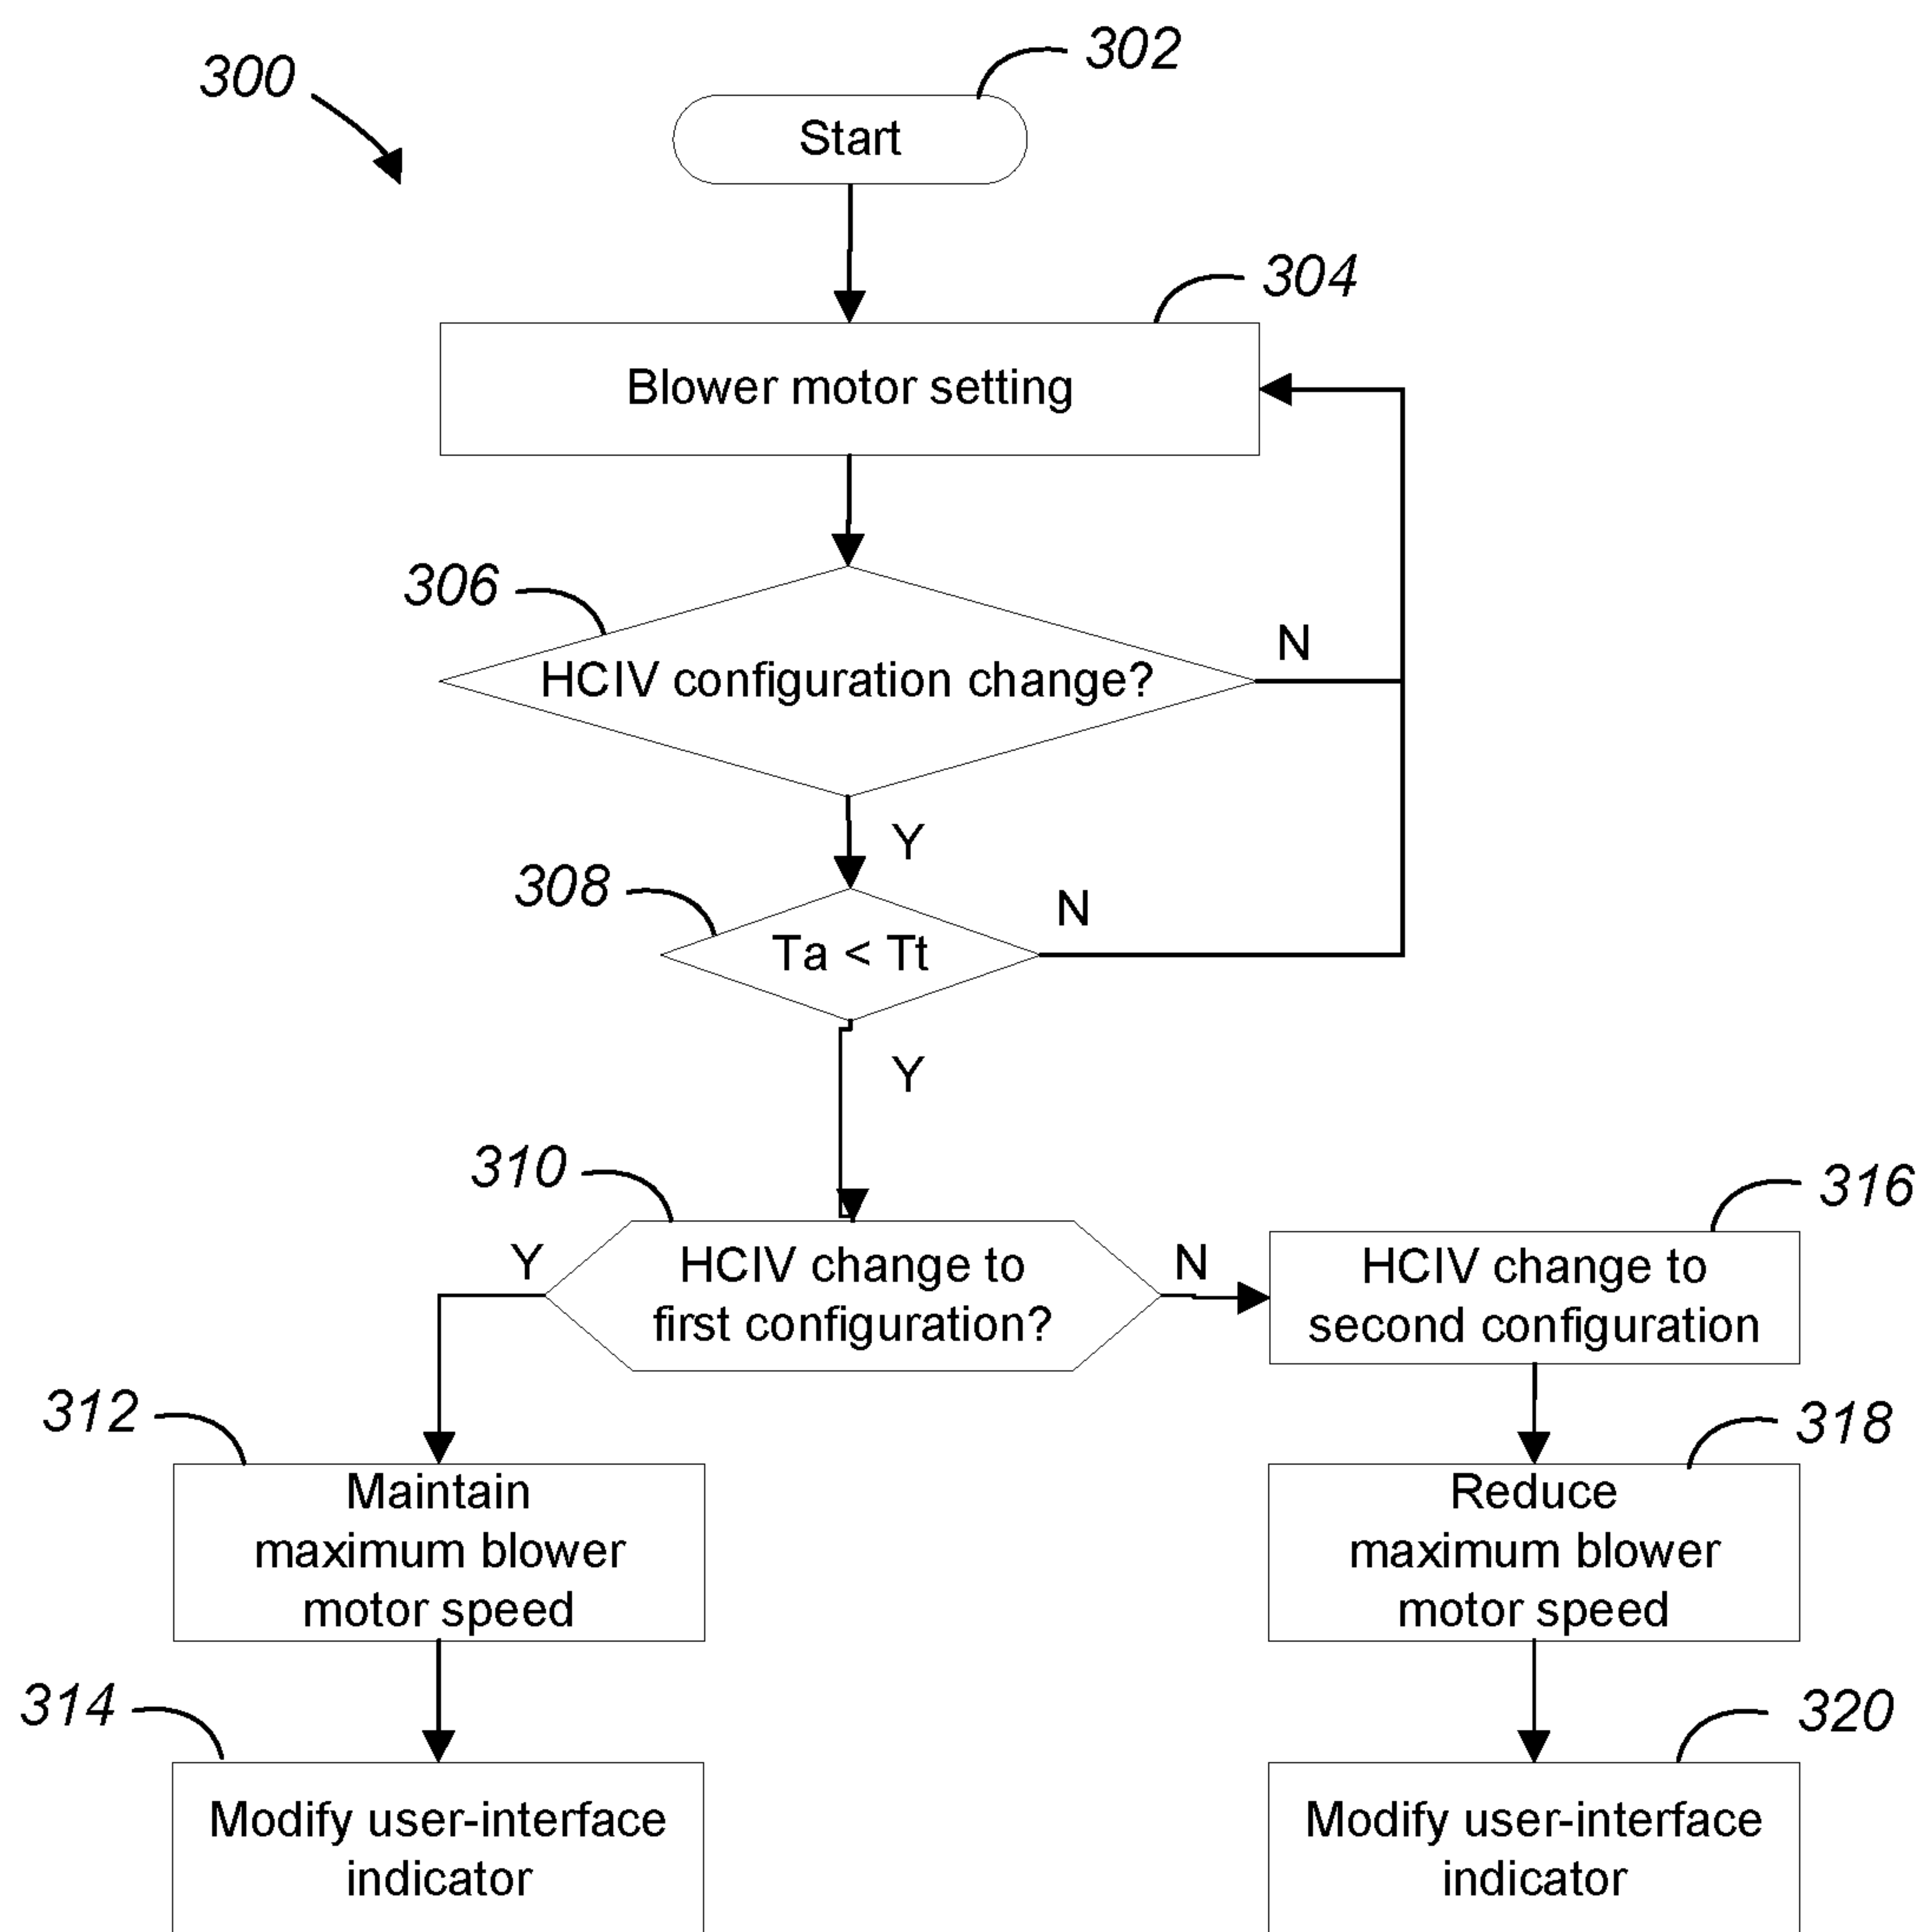 300
302
Start
304
Blower motor setting
306
HCIV configuration change?
N
Y
308
Ta < Tt
N
Y
310
HCIV change to
first configuration?
Y
N
316
HCIV change to
second configuration
312
Maintain
maximum blower
motor speed
318
Reduce
maximum blower
motor speed
314
Modify user-interface
indicator
320
Modify user-interface
indicator